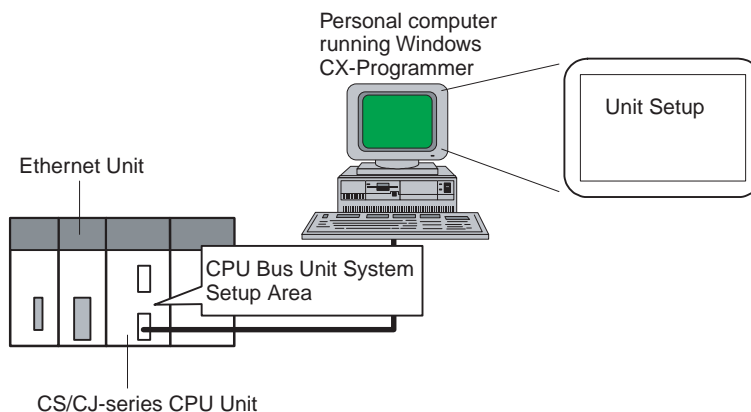 Personal computer
running Windows
CX-Programmer
Unit Setup
Ethernet Unit
CPU Bus Unit System
Setup Area
CS/CJ-series CPU Unit